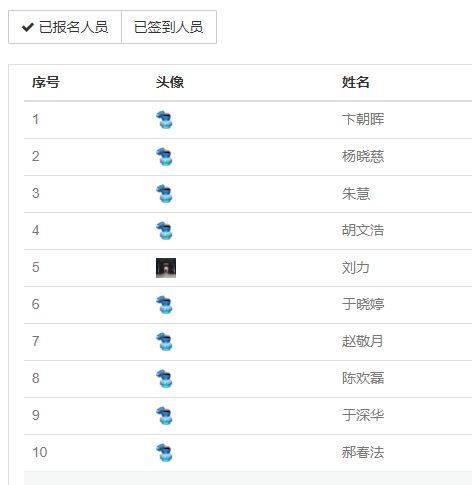 已报名人员 已签到人员
序号 头像 姓名
1 卞朝晖
2 杨晓慈
3 朱慧
4 胡文浩
5 刘力
6 于晓婷
7 赵敬月
8 陈欢磊
9 于深华
10 郝春法